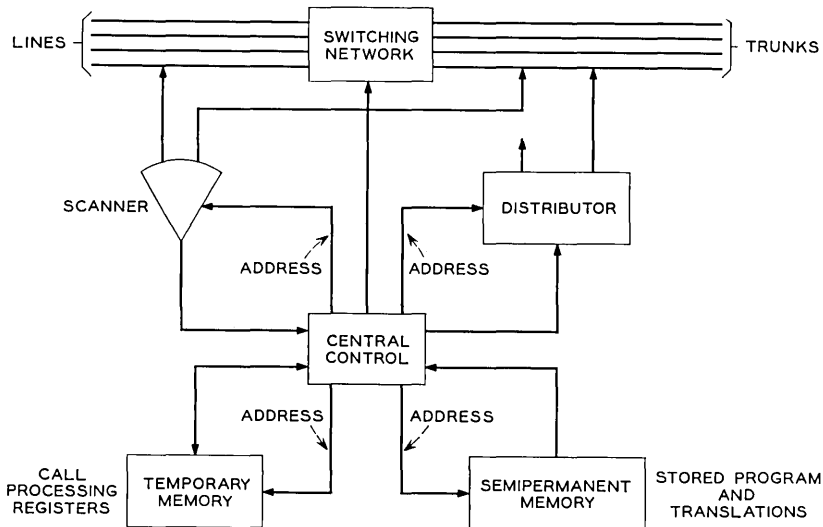 LINES
SWITCHING
NETWORK
TRUNKS
SCANNER
DISTRIBUTOR
ADDRESS
ADDRESS
CENTRAL
CONTROL
ADDRESS
ADDRESS
CALL
PROCESSING
REGISTERS
TEMPORARY
MEMORY
SEMIPERMANENT
MEMORY
STORED PROGRAM
AND
TRANSLATIONS